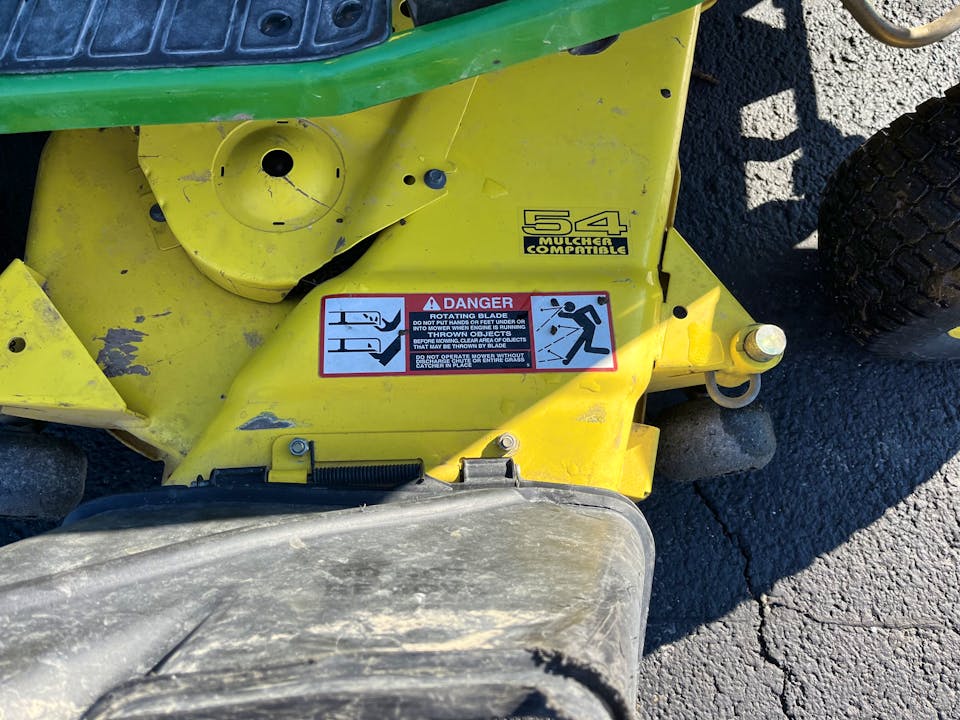 54
MULCHER
COMPATIBLE
DANGER
ROTATING BLADE
DO NOT PUT HANDS OR FEET UNDER OR
INTO MOWER WHEN ENGINE IS RUNNING
THROWN OBJECTS
BEFORE MOWING, CLEAR AREA OF OBJECTS
THAT MAY BE THROWN BY BLADE
DO NOT OPERATE MOWER WITHOUT
DISCHARGE CHUTE OR ENTIRE GRASS
CATCHER IN PLACE